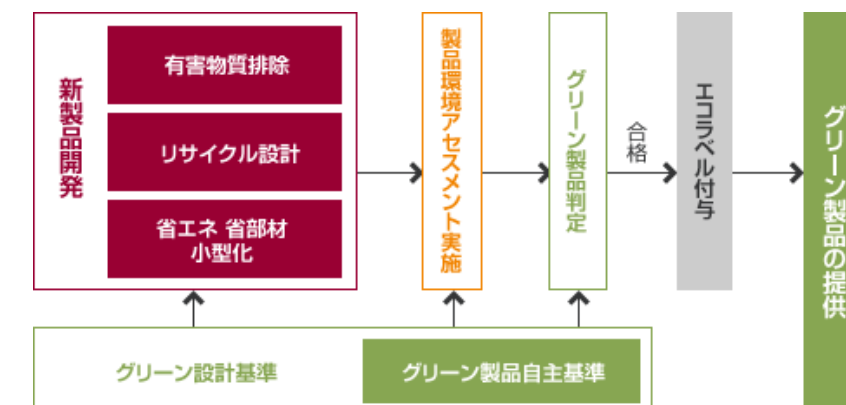 新製品開発
有害物質排除
リサイクル設計
省エネ 省部材
小型化
製品環境アセスメント実施
グリーン製品判定
合格
エコラベル付与
グリーン製品の提供
グリーン設計基準
グリーン製品自主基準